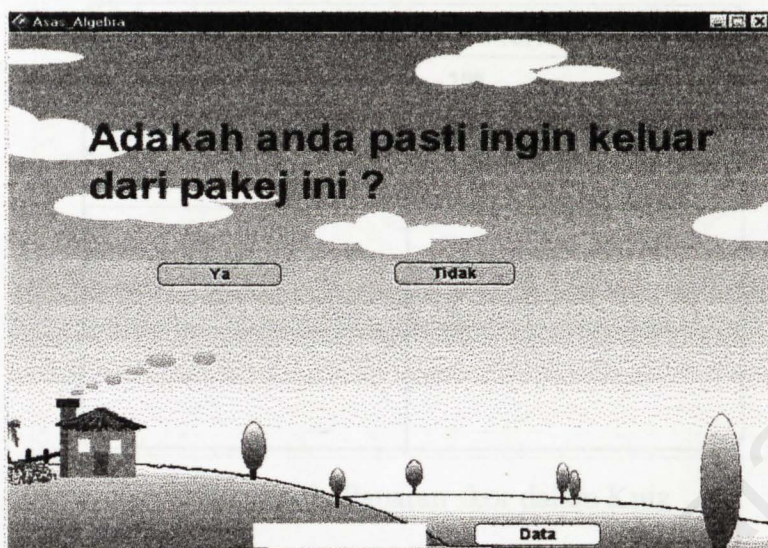 Asas_Algebra
Adakah anda pasti ingin keluar
dari pakej ini ?
Ya
Tidak
Data